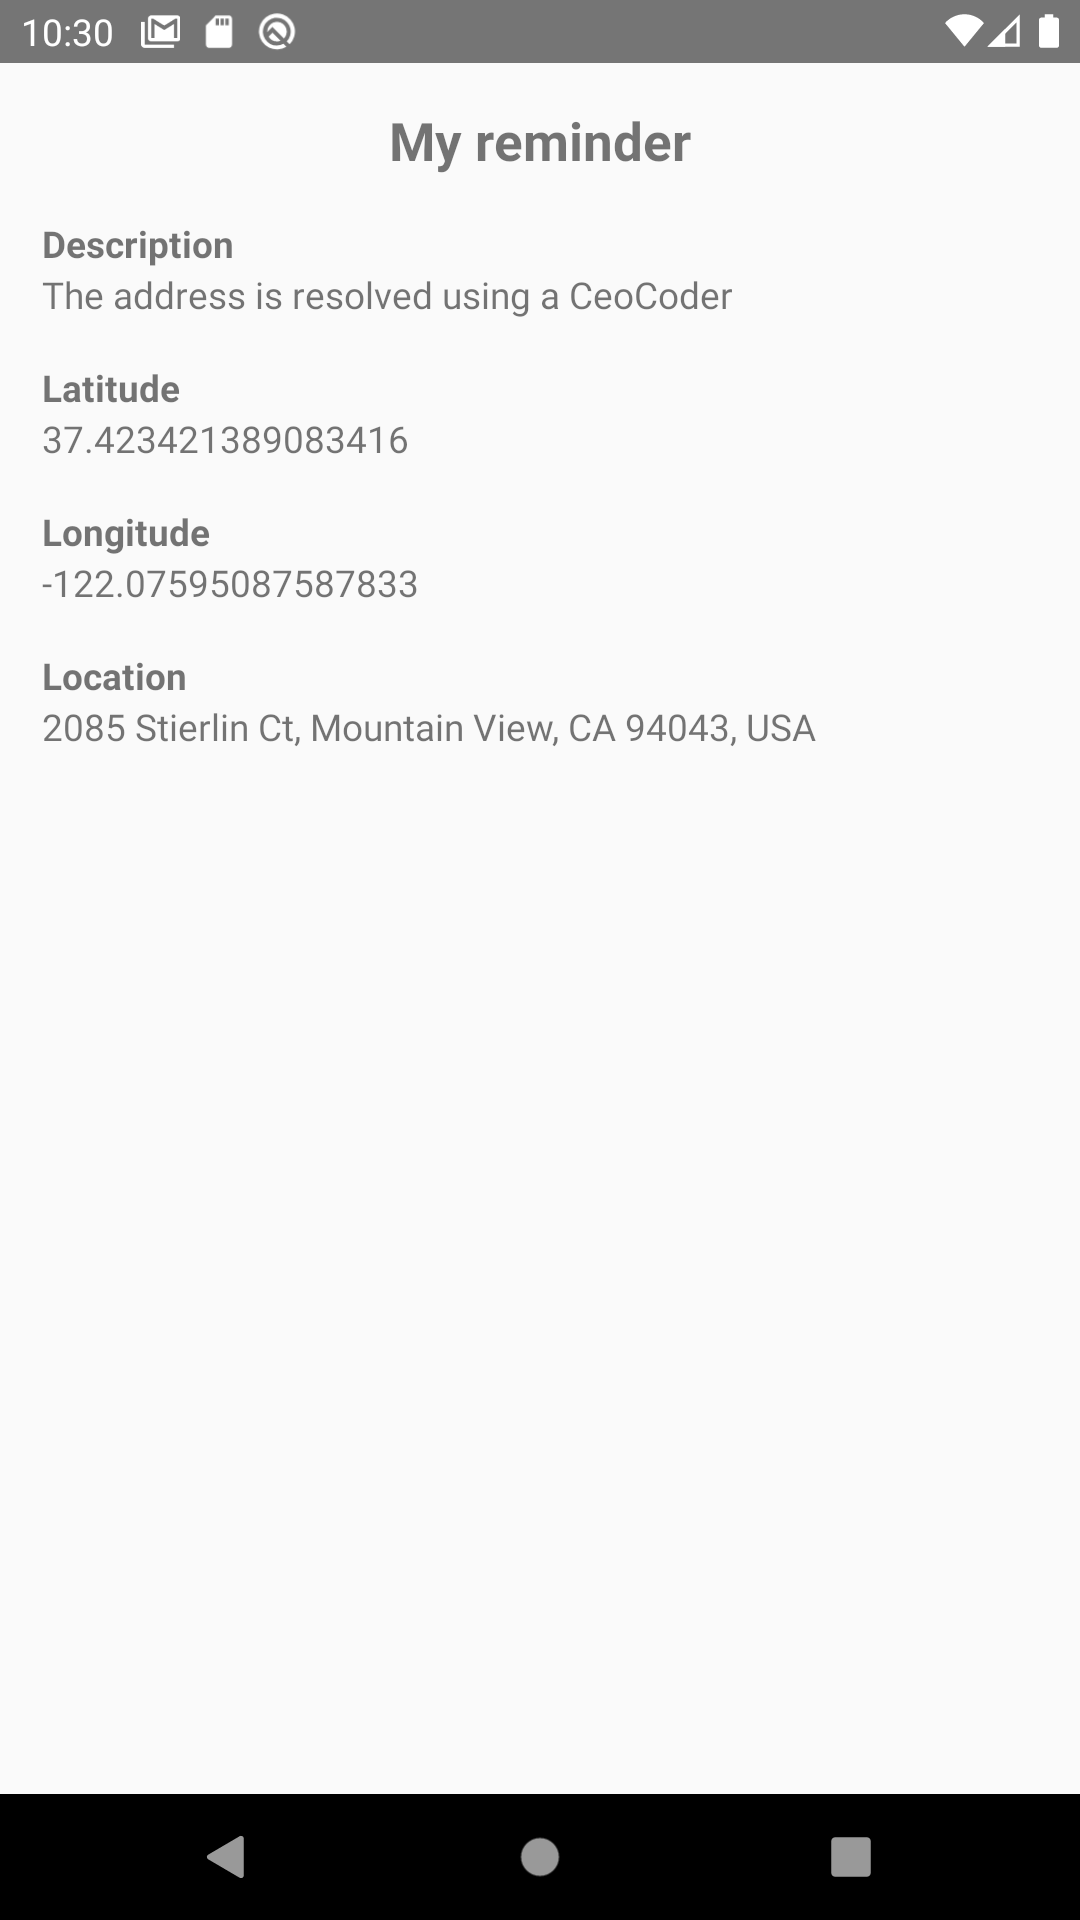 10:30
My reminder
Description
The address is resolved using a CeoCoder
Latitude
37.423421389083416
Longitude
-122.07595087587833
Location
2085 Stierlin Ct, Mountain View, CA 94043, USA